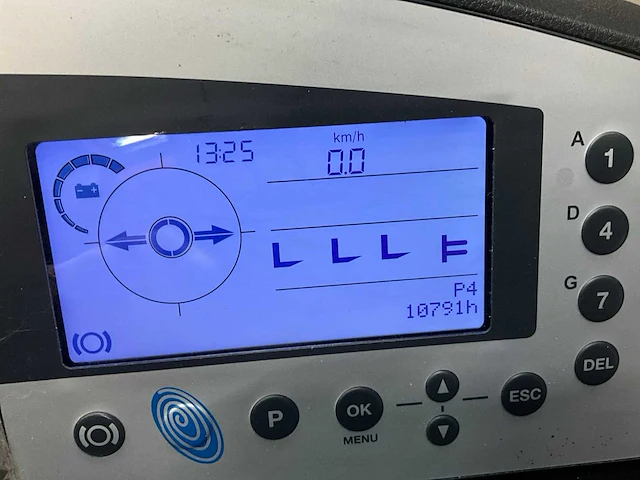 km/h
13:25
0.0
P4
10791h
A
1
D
4
G
7
DEL
ESC
OK
MENU
P